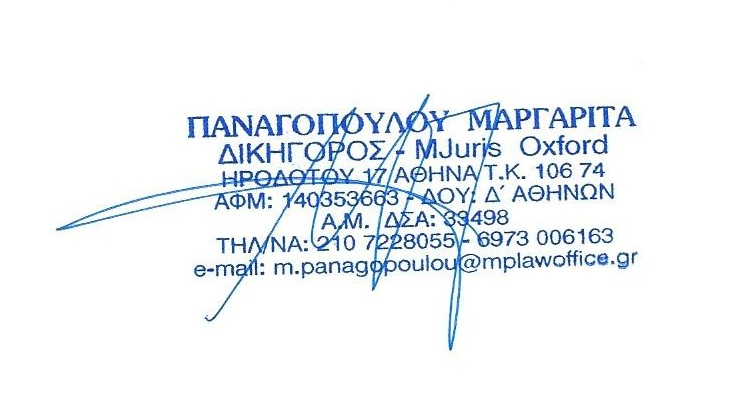 ΠΑΝΑΓΟΠΟΥΛΟΥ ΜΑΡΓΑΡΙΤΑ
ΔΙΚΗΓΟΡΟΣ - MJuris Oxford
ΗΡΟΔΟΤΟΥ 17 ΑΘΗΝΑ Τ.Κ. 106 74
ΑΦΜ: 140353663 - ΔΟΥ: Δ΄ ΑΘΗΝΩΝ
Α.Μ. ΔΣΑ: 33498
ΤΗΛ/ΝΑ: 210 7228055 - 6973 006163
e-mail: m.panagopoulou@mplawoffice.gr